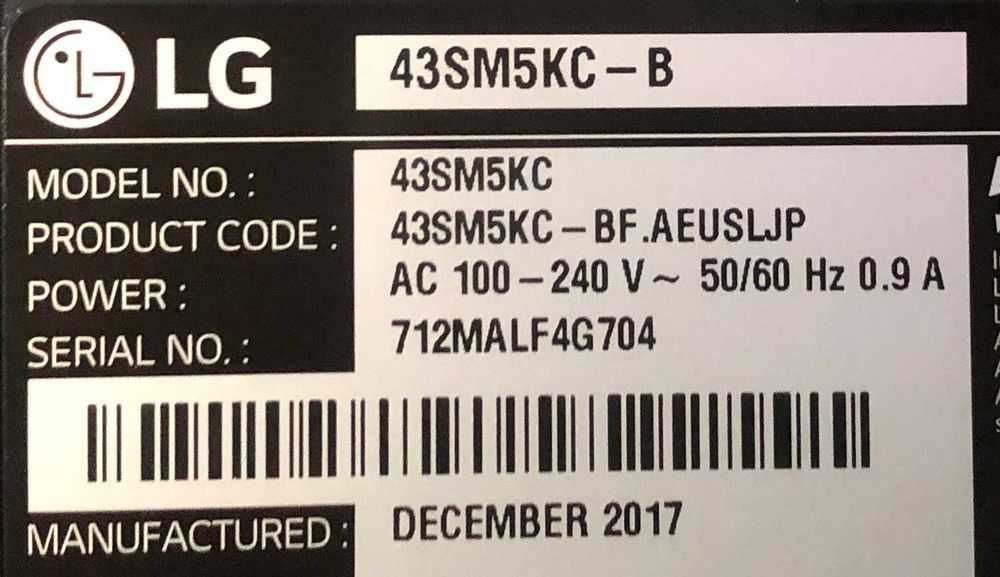 LG 43SM5KC-B
MODEL NO. : 43SM5KC
PRODUCT CODE : 43SM5KC-BF.AEUSLJP
POWER : AC 100-240 V~ 50/60 Hz 0.9 A
SERIAL NO. : 712MALF4G704
MANUFACTURED : DECEMBER 2017